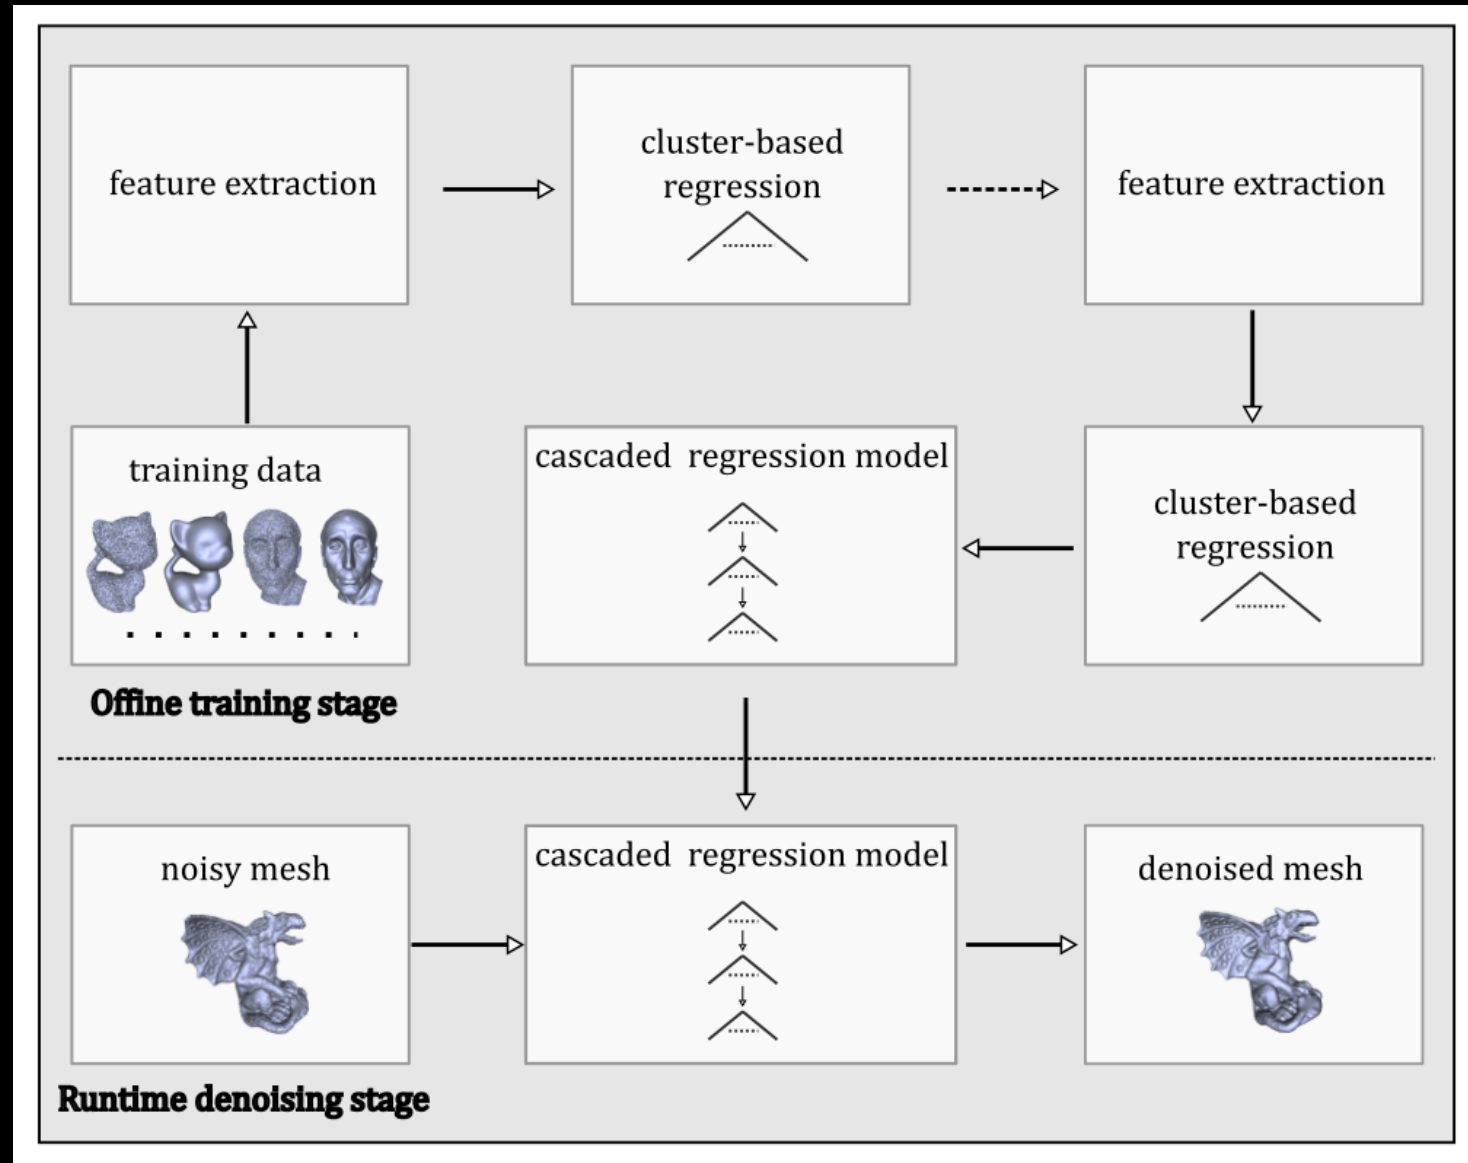 feature extraction
cluster-based
regression
feature extraction
training data
cascaded regression model
cluster-based
regression
Offine training stage
noisy mesh
cascaded regression model
denoised mesh
Runtime denoising stage